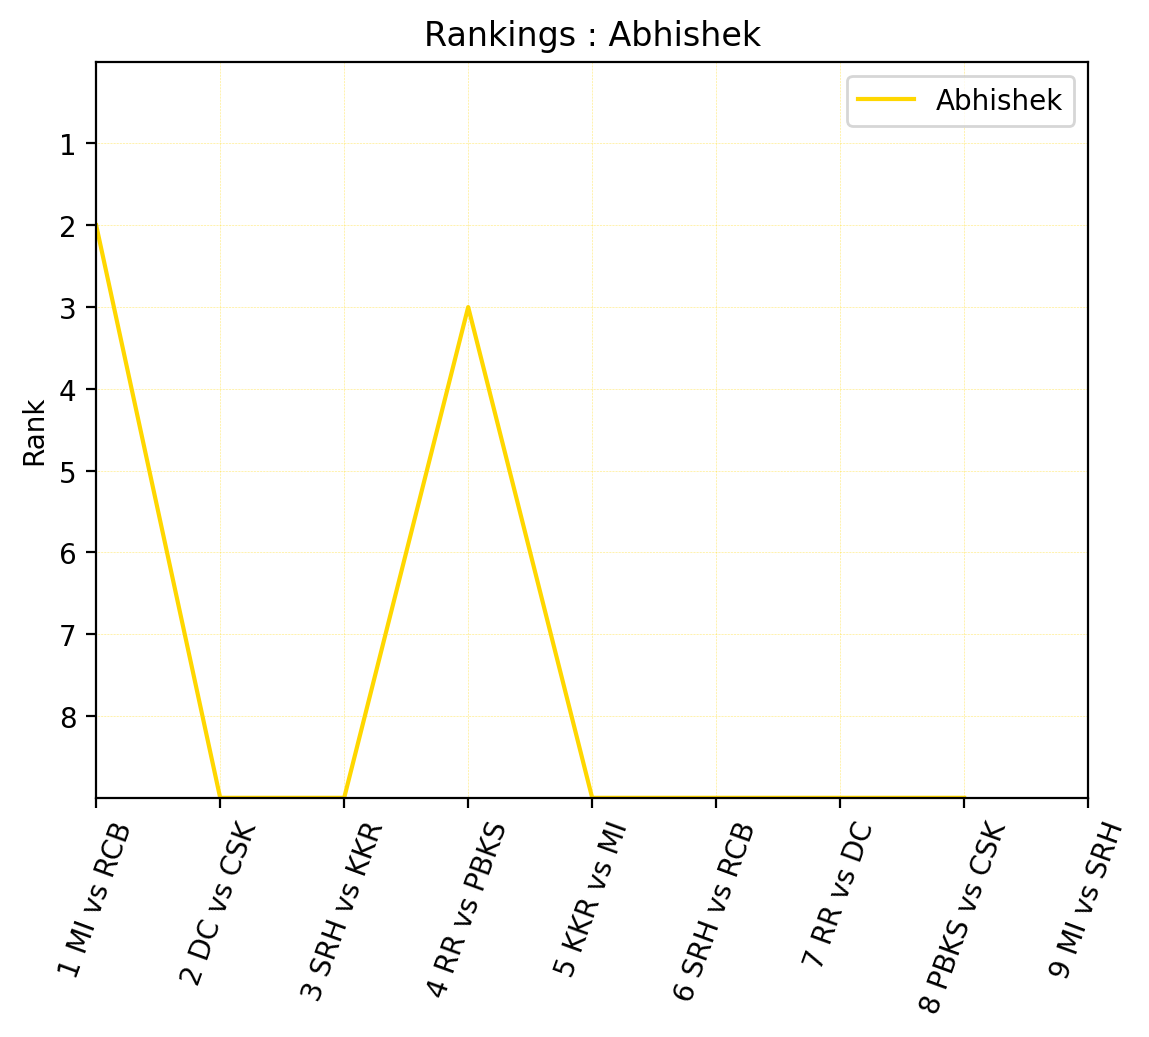 Rankings : Abhishek
Abhishek
Rank
1
2
3
4
5
6
7
8
1 MI vs RCB
2 DC vs CSK
3 SRH vs KKR
4 RR vs PBKS
5 KKR vs MI
6 SRH vs RCB
7 RR vs DC
8 PBKS vs CSK
9 MI vs SRH